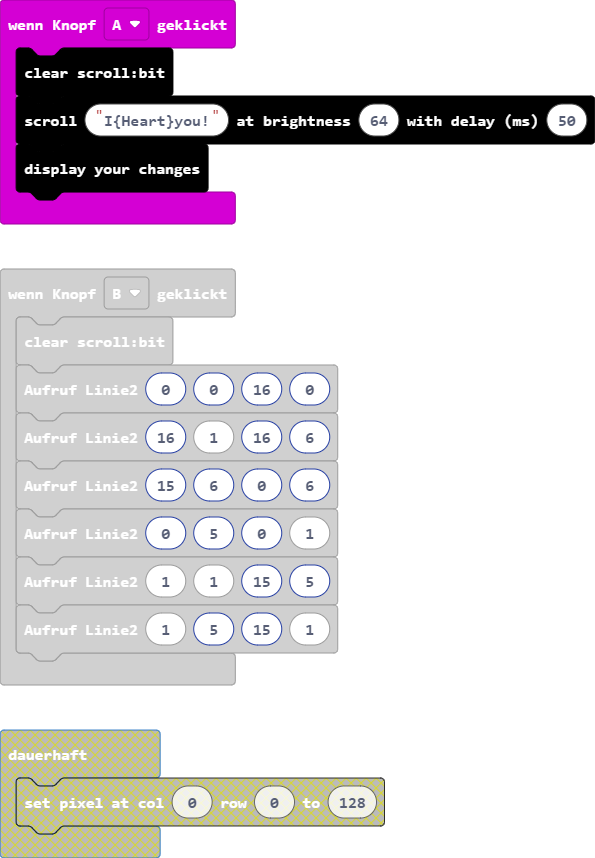 wenn Knopf A geklickt
clear scroll:bit
scroll "I{Heart}you!" at brightness 64 with delay (ms) 50
display your changes
wenn Knopf B geklickt
clear scroll:bit
Aufruf Linie2 0 0 16 0
Aufruf Linie2 16 1 16 6
Aufruf Linie2 15 6 0 6
Aufruf Linie2 0 5 0 1
Aufruf Linie2 1 1 15 5
Aufruf Linie2 1 5 15 1
dauerhaft
set pixel at col 0 row 0 to 128